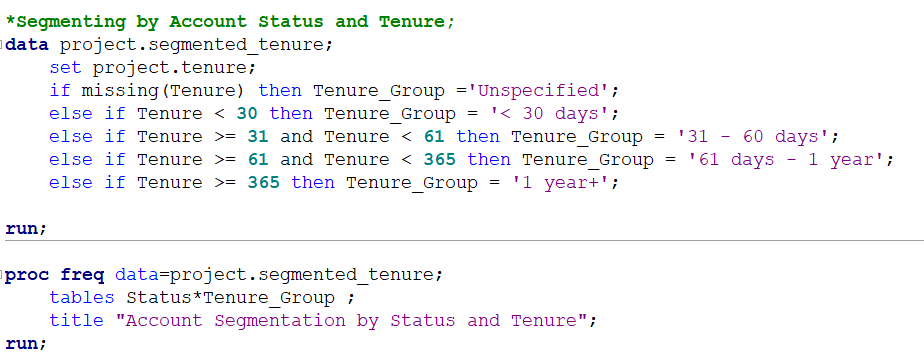 *Segmenting by Account Status and Tenure;
data project.segmented_tenure;
set project.tenure;
if missing(Tenure) then Tenure_Group ='Unspecified';
else if Tenure < 30 then Tenure_Group = '< 30 days';
else if Tenure >= 31 and Tenure < 61 then Tenure_Group = '31 - 60 days';
else if Tenure >= 61 and Tenure < 365 then Tenure_Group = '61 days - 1 year';
else if Tenure >= 365 then Tenure_Group = '1 year+';
run;
proc freq data=project.segmented_tenure;
tables Status*Tenure_Group ;
title "Account Segmentation by Status and Tenure";
run;